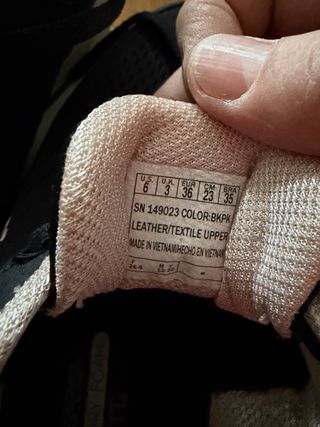 U.S. U.K. EUR CM BRA
6 3 36 23 35
SN 149023 COLOR:BKPK
LEATHER/TEXTILE UPPER
MADE IN VIETNAM/HECHO EN VIETNAM